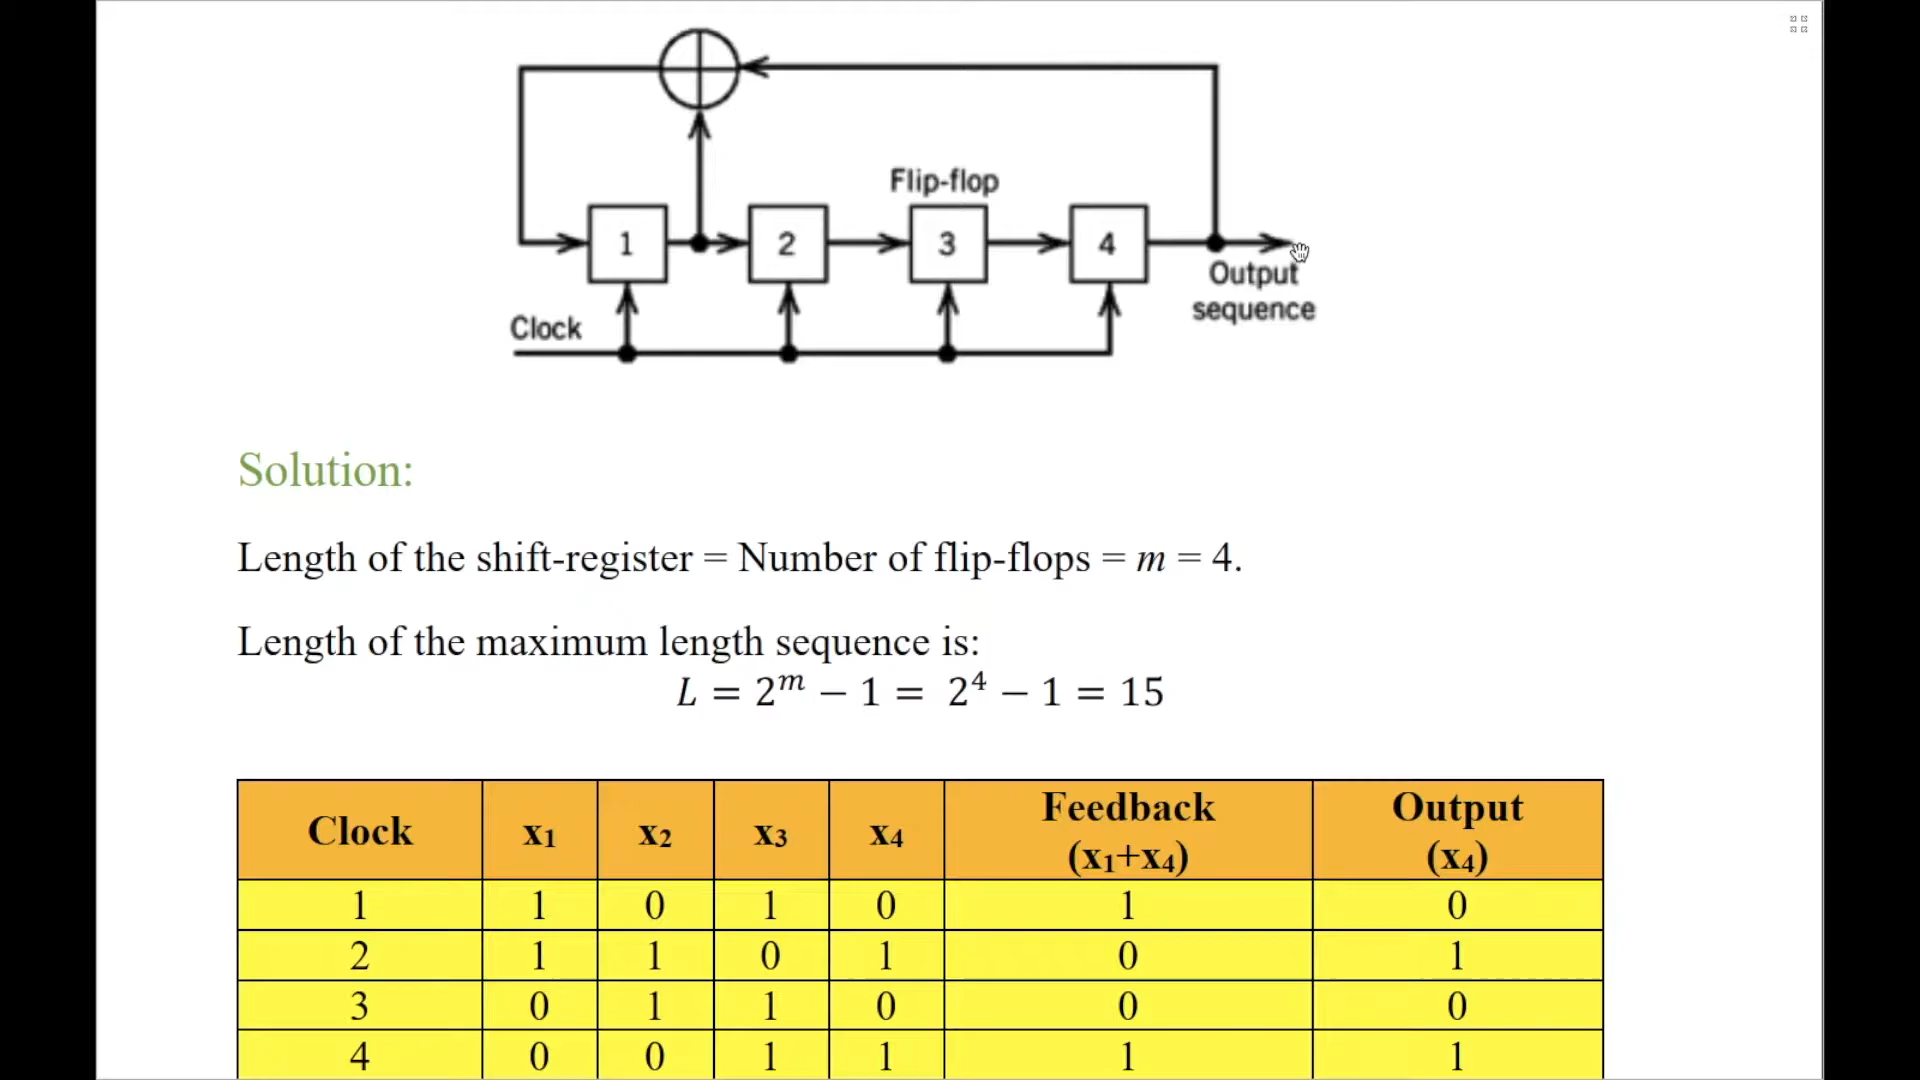 Flip-flop
1 2 3 4
Output
sequence
Clock
Solution:
Length of the shift-register = Number of flip-flops = m = 4.
Length of the maximum length sequence is:
L = 2^m − 1 = 2^4 − 1 = 15
Clock x₁ x₂ x₃ x₄ Feedback (x₁+x₄) Output (x₄)
1 1 0 1 0 1 0
2 1 1 0 1 0 1
3 0 1 1 0 0 0
4 0 0 1 1 1 1